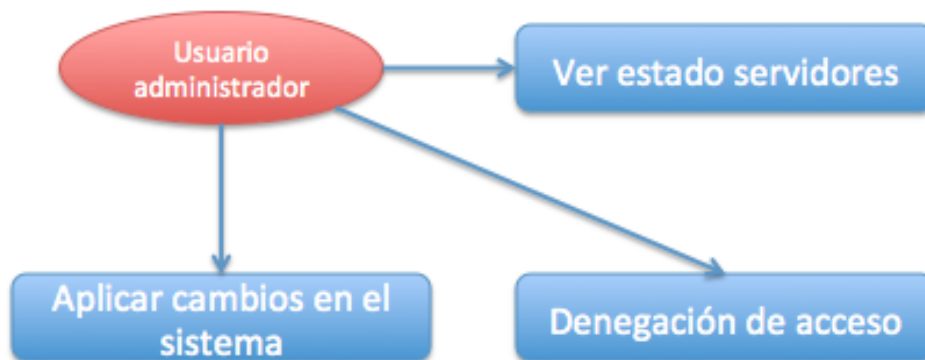 Usuario
administrador
Ver estado servidores
Aplicar cambios en el
sistema
Denegación de acceso